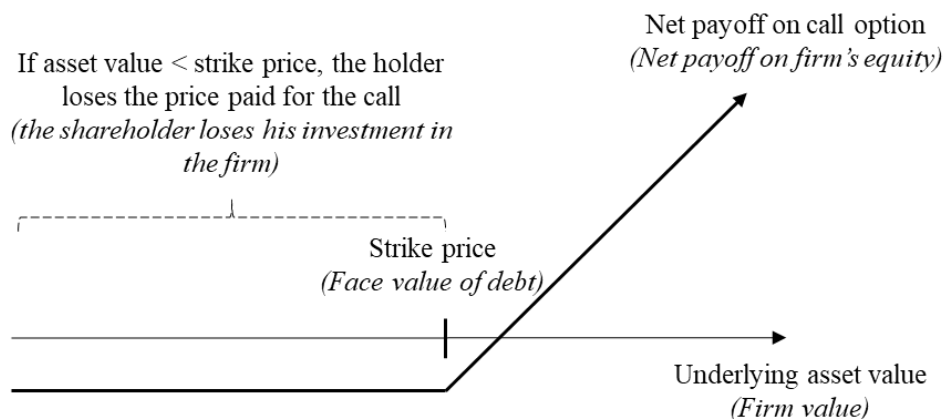 Net payoff on call option
(Net payoff on firm's equity)
If asset value < strike price, the holder
loses the price paid for the call
(the shareholder loses his investment in
the firm)
Strike price
(Face value of debt)
Underlying asset value
(Firm value)